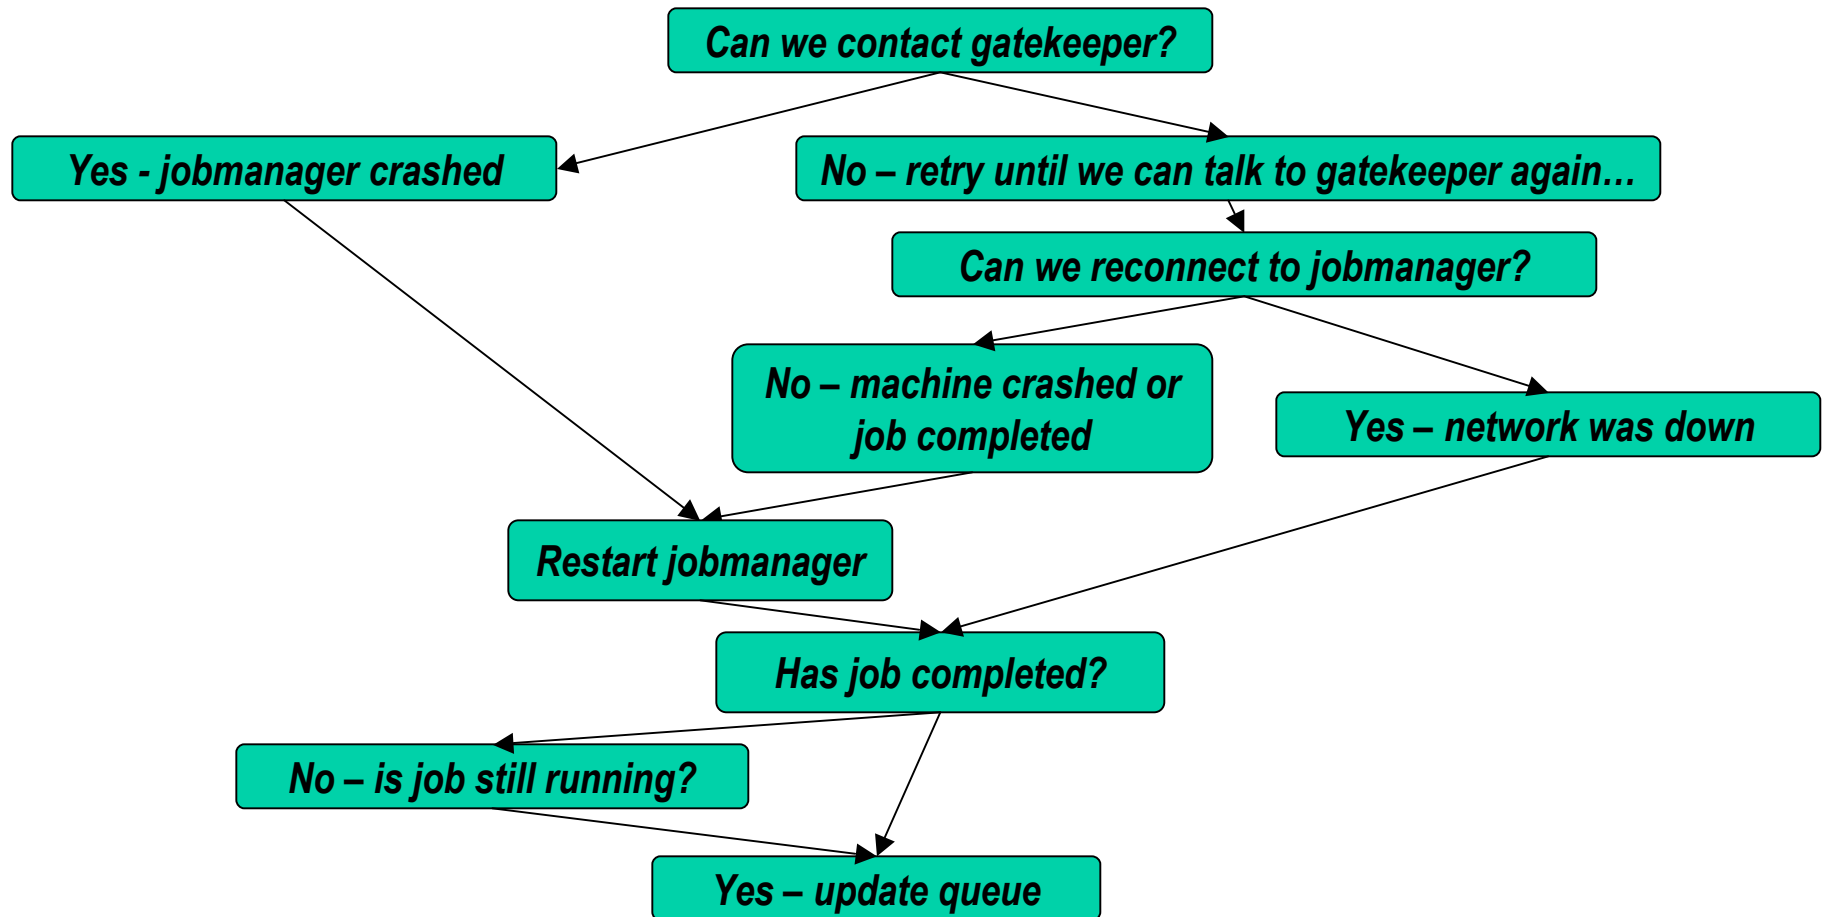 Can we contact gatekeeper?
Yes - jobmanager crashed
No – retry until we can talk to gatekeeper again…
Can we reconnect to jobmanager?
No – machine crashed or
job completed
Yes – network was down
Restart jobmanager
Has job completed?
No – is job still running?
Yes – update queue